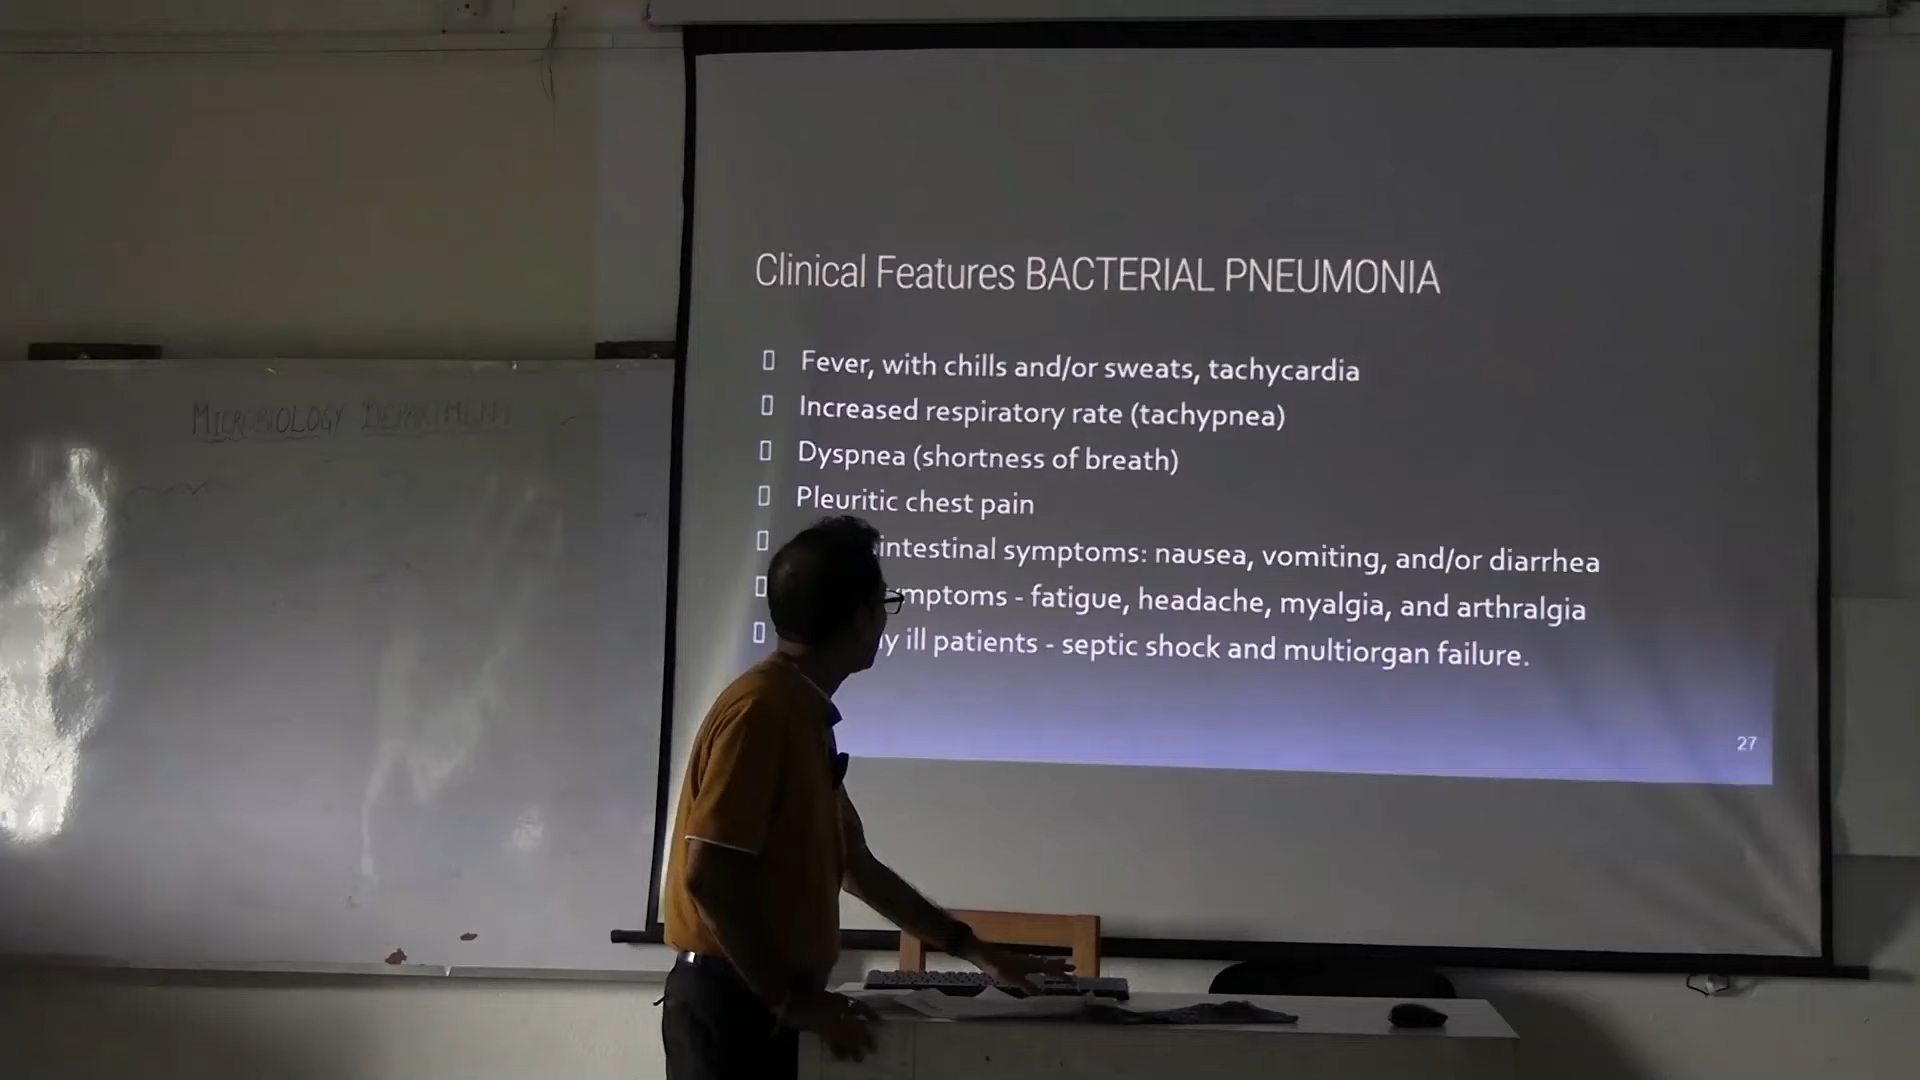 MICROBIOLOGY DEPARTMENT
Clinical Features BACTERIAL PNEUMONIA
Fever, with chills and/or sweats, tachycardia
Increased respiratory rate (tachypnea)
Dyspnea (shortness of breath)
Pleuritic chest pain
intestinal symptoms: nausea, vomiting, and/or diarrhea
mptoms - fatigue, headache, myalgia, and arthralgia
y ill patients - septic shock and multiorgan failure.
27